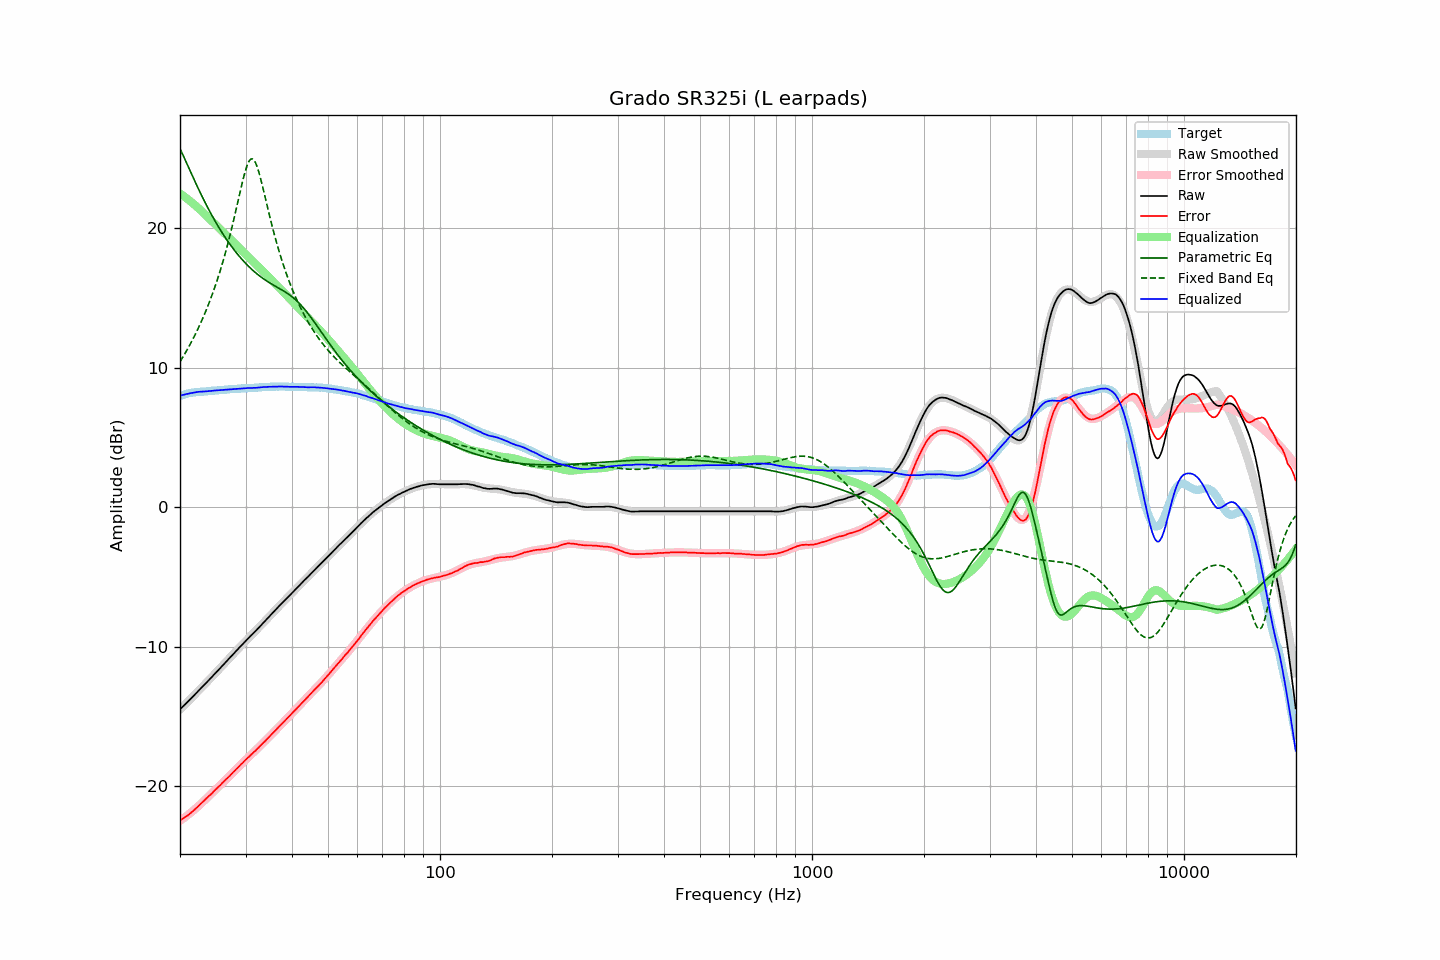 Grado SR325i (L earpads)
Target
Raw Smoothed
Error Smoothed
Raw
Error
Equalization
Parametric Eq
Fixed Band Eq
Equalized
20
10
0
−10
−20
Amplitude (dBr)
100
1000
10000
Frequency (Hz)